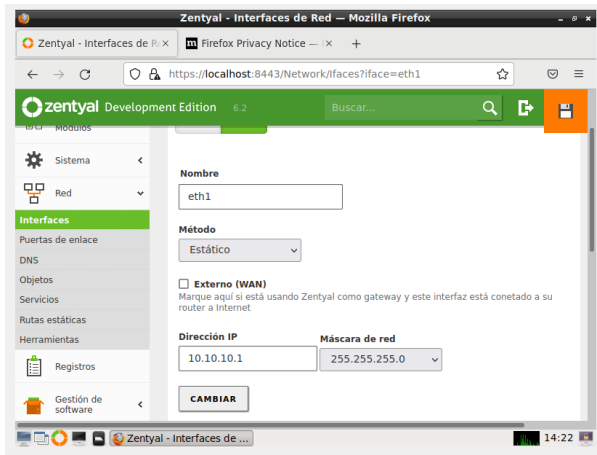 Zentyal - Interfaces de Red — Mozilla Firefox
Zentyal - Interfaces de Re
Firefox Privacy Notice —
https://localhost:8443/Network/Ifaces?iface=eth1
zentyal Development Edition 6.2
Buscar...
Módulos
Sistema
Red
Interfaces
Puertas de enlace
DNS
Objetos
Servicios
Rutas estáticas
Herramientas
Registros
Gestión de
software
Nombre
eth1
Método
Estático
Externo (WAN)
Marque aquí si está usando Zentyal como gateway y este interfaz está conetado a su
router a Internet
Dirección IP
Máscara de red
10.10.10.1
255.255.255.0
CAMBIAR
Zentyal - Interfaces de ...
14:22